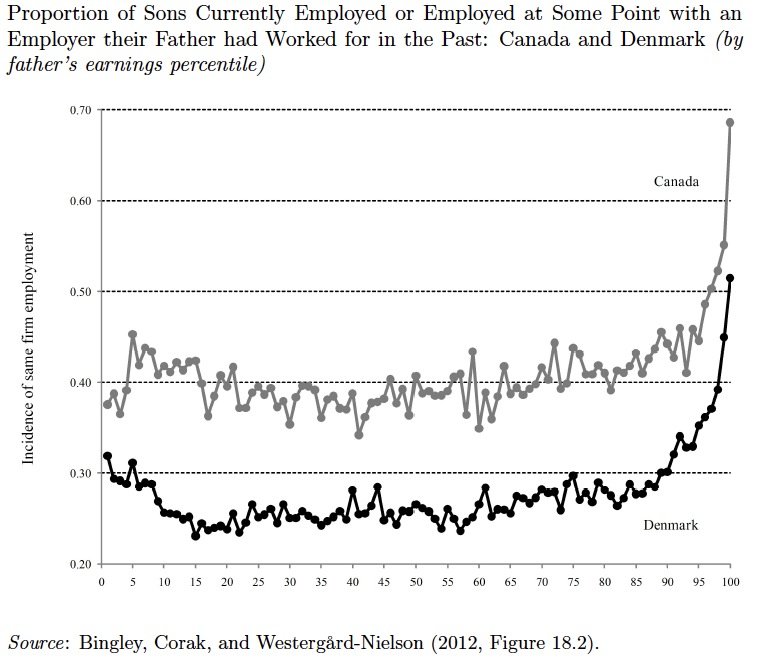 Proportion of Sons Currently Employed or Employed at Some Point with an
Employer their Father had Worked for in the Past: Canada and Denmark (by
father's earnings percentile)
0.70
Canada
0.60
0.50
0.40
0.30
Denmark
0.20
Incidence of same firm employment
0 5 10 15 20 25 30 35 40 45 50 55 60 65 70 75 80 85 90 95 100
Source: Bingley, Corak, and Westergård-Nielson (2012, Figure 18.2).